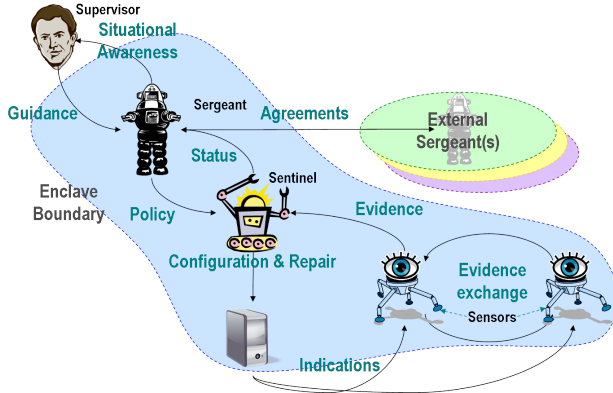 Supervisor
Situational
Awareness
Guidance
Sergeant
Agreements
External
Sergeant(s)
Status
Enclave
Boundary
Policy
Sentinel
Evidence
Configuration & Repair
Evidence
exchange
Sensors
Indications